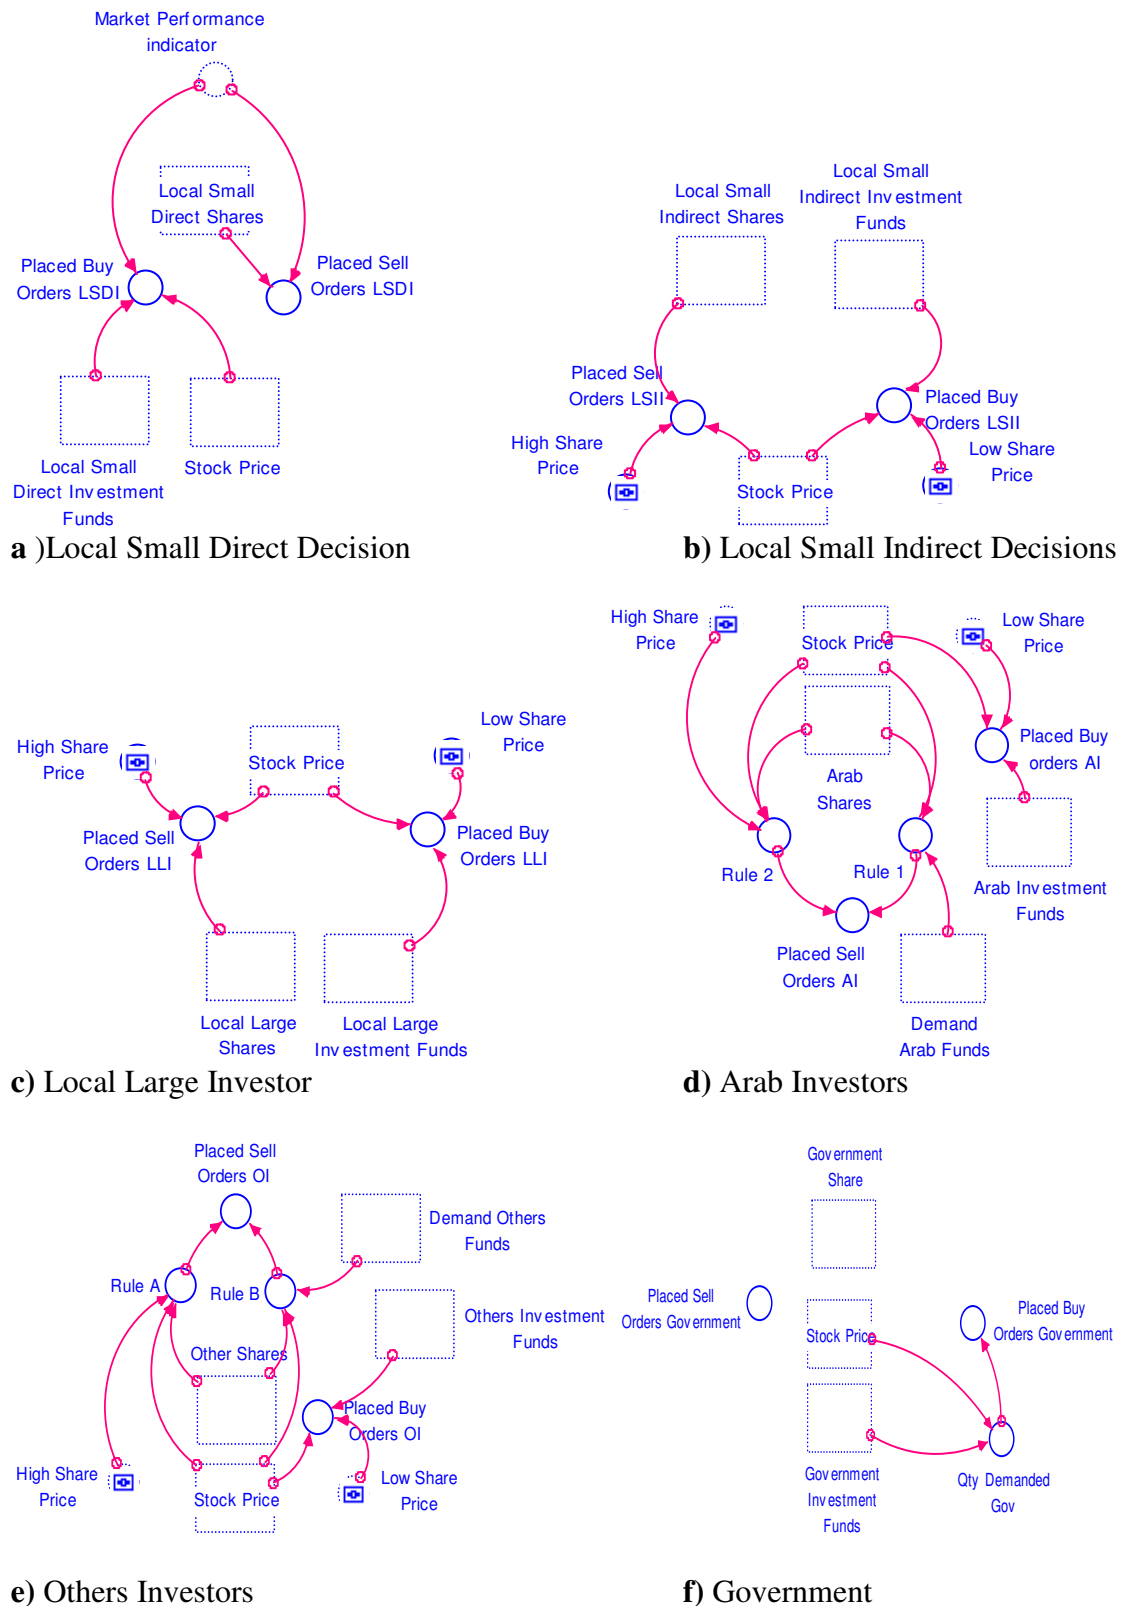 Market Performance
indicator
Local Small
Direct Shares
Placed Buy
Orders LSDI
Placed Sell
Orders LSDI
Local Small
Direct Investment
Funds
Stock Price
a )Local Small Direct Decision
Local Small
Indirect Shares
Local Small
Indirect Investment
Funds
Placed Sell
Orders LSII
Placed Buy
Orders LSII
High Share
Price
Stock Price
Low Share
Price
b) Local Small Indirect Decisions
High Share
Price
Stock Price
Low Share
Price
Placed Sell
Orders LLI
Placed Buy
Orders LLI
Local Large
Shares
Local Large
Investment Funds
c) Local Large Investor
High Share
Price
Stock Price
Low Share
Price
Arab
Shares
Placed Buy
orders AI
Rule 2
Rule 1
Arab Investment
Funds
Placed Sell
Orders AI
Demand
Arab Funds
d) Arab Investors
Placed Sell
Orders OI
Demand Others
Funds
Rule A
Rule B
Others Investment
Funds
Other Shares
Placed Buy
Orders OI
High Share
Price
Stock Price
Low Share
Price
e) Others Investors
Government
Share
Placed Sell
Orders Government
Stock Price
Placed Buy
Orders Government
Government
Investment
Funds
Qty Demanded
Gov
f) Government